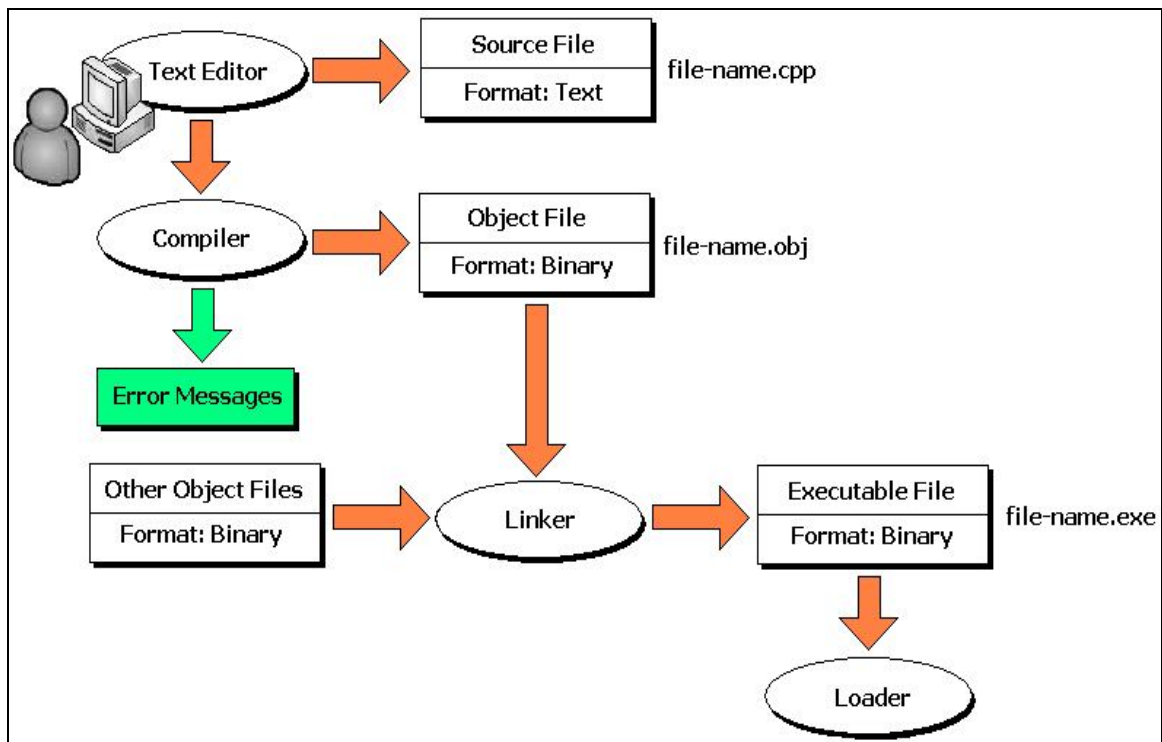 Text Editor
Source File
Format: Text
file-name.cpp
Compiler
Object File
Format: Binary
file-name.obj
Error Messages
Other Object Files
Format: Binary
Linker
Executable File
Format: Binary
file-name.exe
Loader